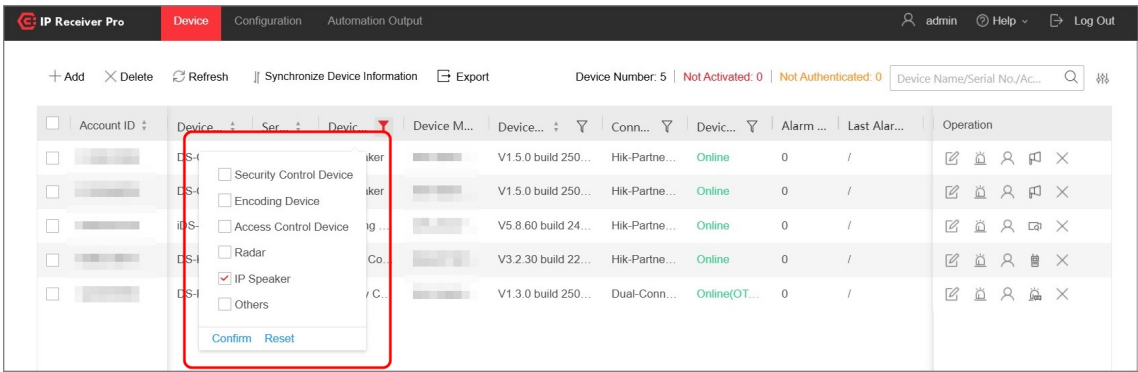 IP Receiver Pro Device Configuration Automation Output admin Help Log Out
Add Delete Refresh Synchronize Device Information Export Device Number: 5 Not Activated: 0 Not Authenticated: 0 Device Name/Serial No./Ac...
Account ID Device... Ser... Devic... Device M... Device... Conn... Devic... Alarm ... Last Alar... Operation
DS- aker V1.5.0 build 250... Hik-Partne... Online 0 /
Security Control Device
DS- aker V1.5.0 build 250... Hik-Partne... Online 0 /
Encoding Device
iDS- ng ... V5.8.60 build 24... Hik-Partne... Online 0 /
Access Control Device
Radar
DS- Co... V3.2.30 build 22... Hik-Partne... Online 0 /
IP Speaker
DS- C... V1.3.0 build 250... Dual-Conn... Online(OT... 0 /
Others
Confirm Reset